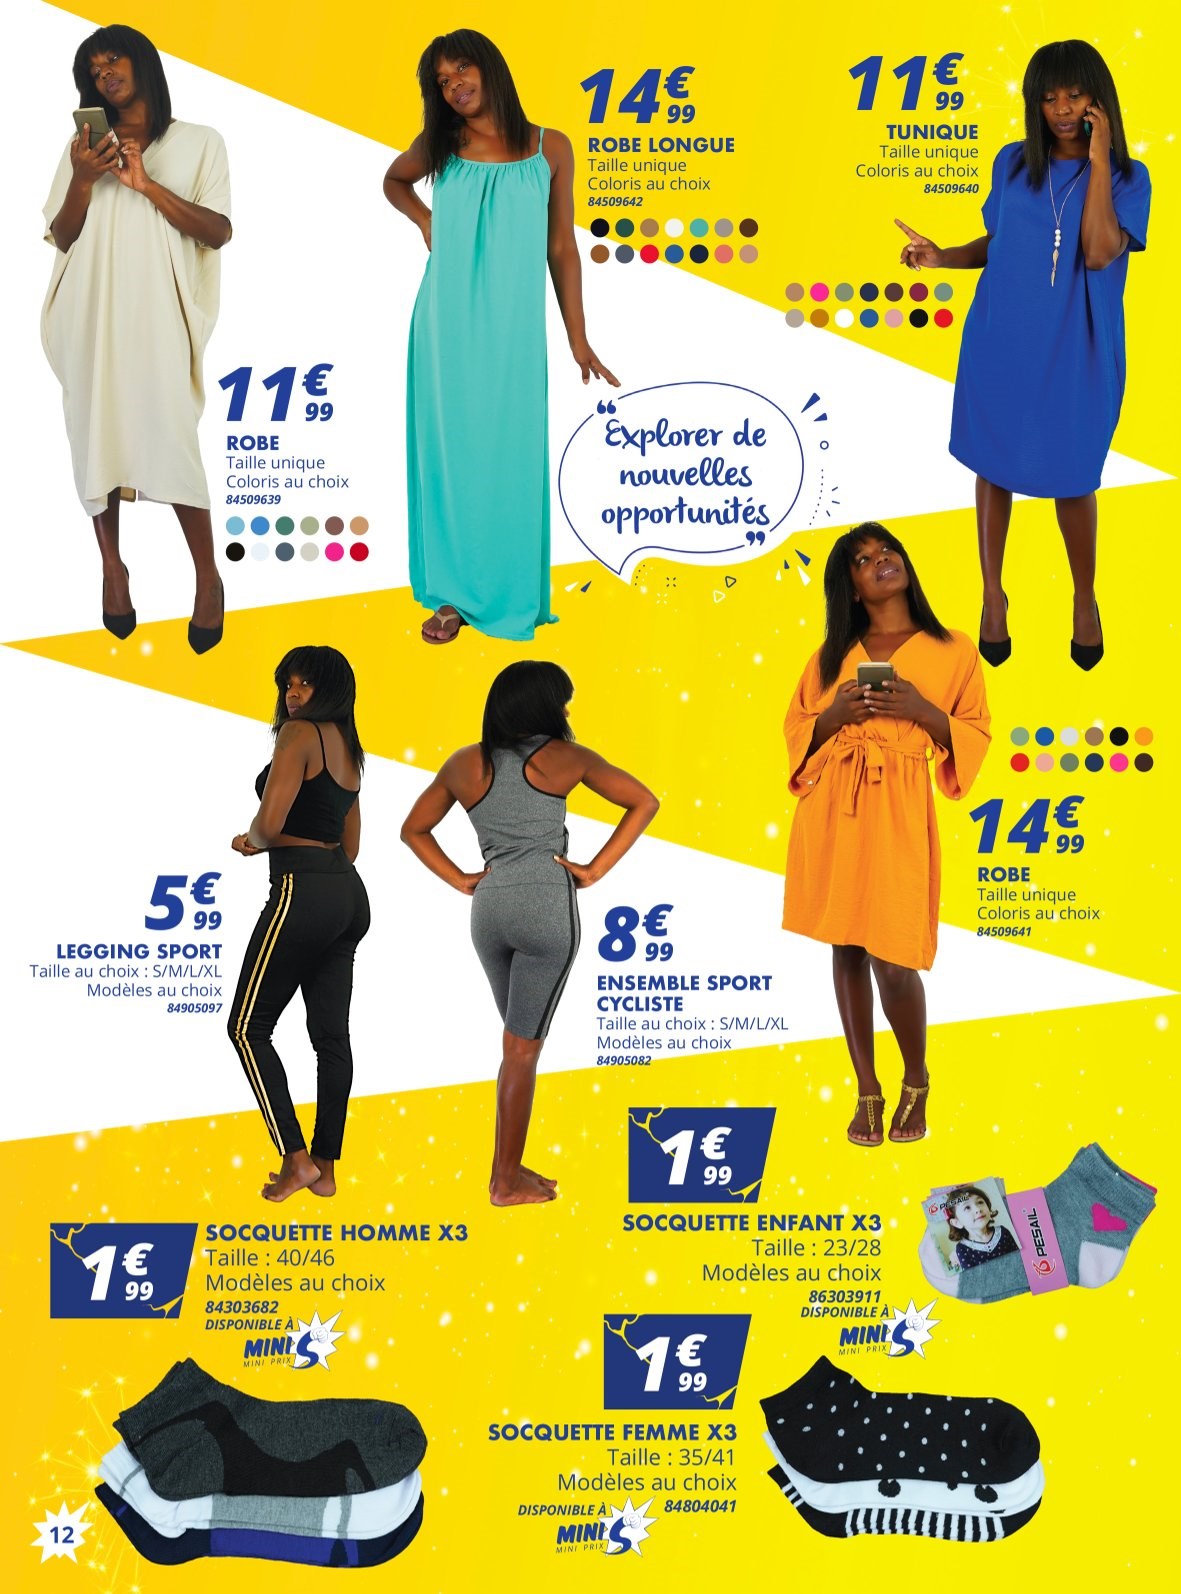 14€99
ROBE LONGUE
Taille unique
Coloris au choix
84509642
11€99
TUNIQUE
Taille unique
Coloris au choix
84509640
11€99
ROBE
Taille unique
Coloris au choix
84509639
“Explorer de
nouvelles
opportunités”
14€99
ROBE
Taille unique
Coloris au choix
84509641
5€99
LEGGING SPORT
Taille au choix : S/M/L/XL
Modèles au choix
84905097
8€99
ENSEMBLE SPORT
CYCLISTE
Taille au choix : S/M/L/XL
Modèles au choix
84905082
1€99
SOCQUETTE ENFANT X3
Taille : 23/28
Modèles au choix
86303911
DISPONIBLE À
MINI S
MINI PRIX
PESAIL
PESAIL
1€99
SOCQUETTE HOMME X3
Taille : 40/46
Modèles au choix
84303682
DISPONIBLE À
MINI S
MINI PRIX
1€99
SOCQUETTE FEMME X3
Taille : 35/41
Modèles au choix
84804041
DISPONIBLE À
MINI S
MINI PRIX
12